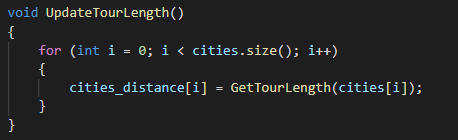 void UpdateTourLength()
{
    for (int i = 0; i < cities.size(); i++)
    {
        cities_distance[i] = GetTourLength(cities[i]);
    }
}